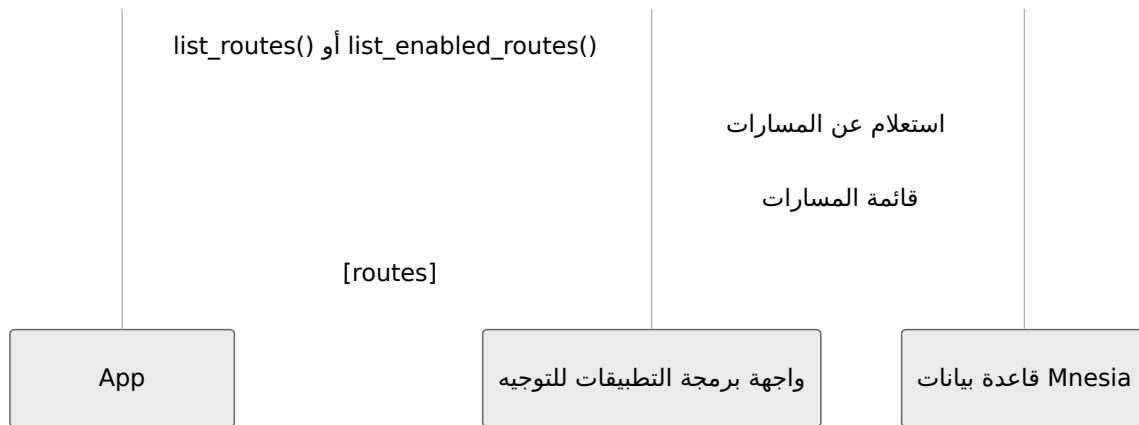 list_routes() أو list_enabled_routes()
استعلام عن المسارات
قائمة المسارات
[routes]
App
واجهة برمجة التطبيقات للتوجيه
قاعدة بيانات Mnesia